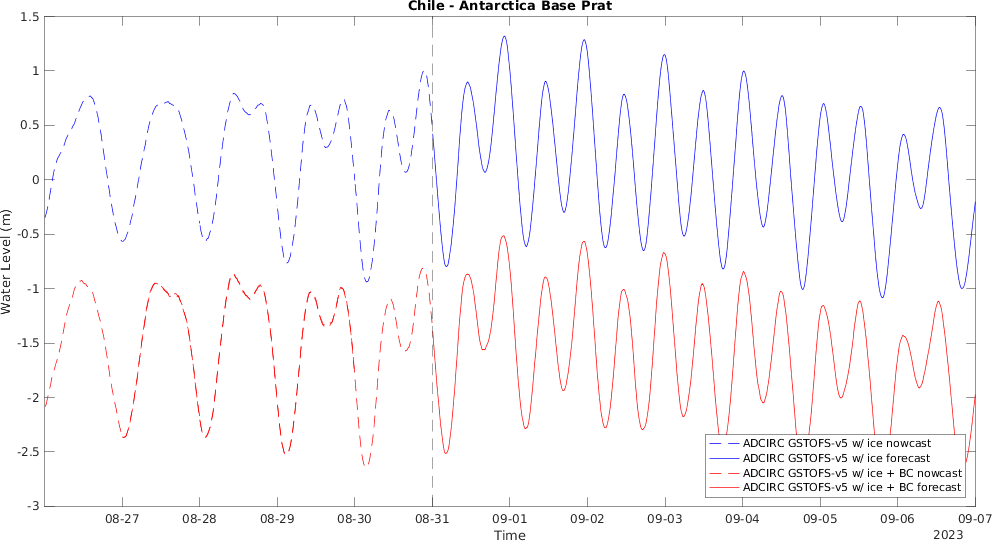 Chile - Antarctica Base Prat
1.5
1
0.5
0
-0.5
-1
-1.5
-2
-2.5
-3
Water Level (m)
ADCIRC GSTOFS-v5 w/ ice nowcast
ADCIRC GSTOFS-v5 w/ ice forecast
ADCIRC GSTOFS-v5 w/ ice + BC nowcast
ADCIRC GSTOFS-v5 w/ ice + BC forecast
08-27 08-28 08-29 08-30 08-31 09-01 09-02 09-03 09-04 09-05 09-06 09-07
Time
2023